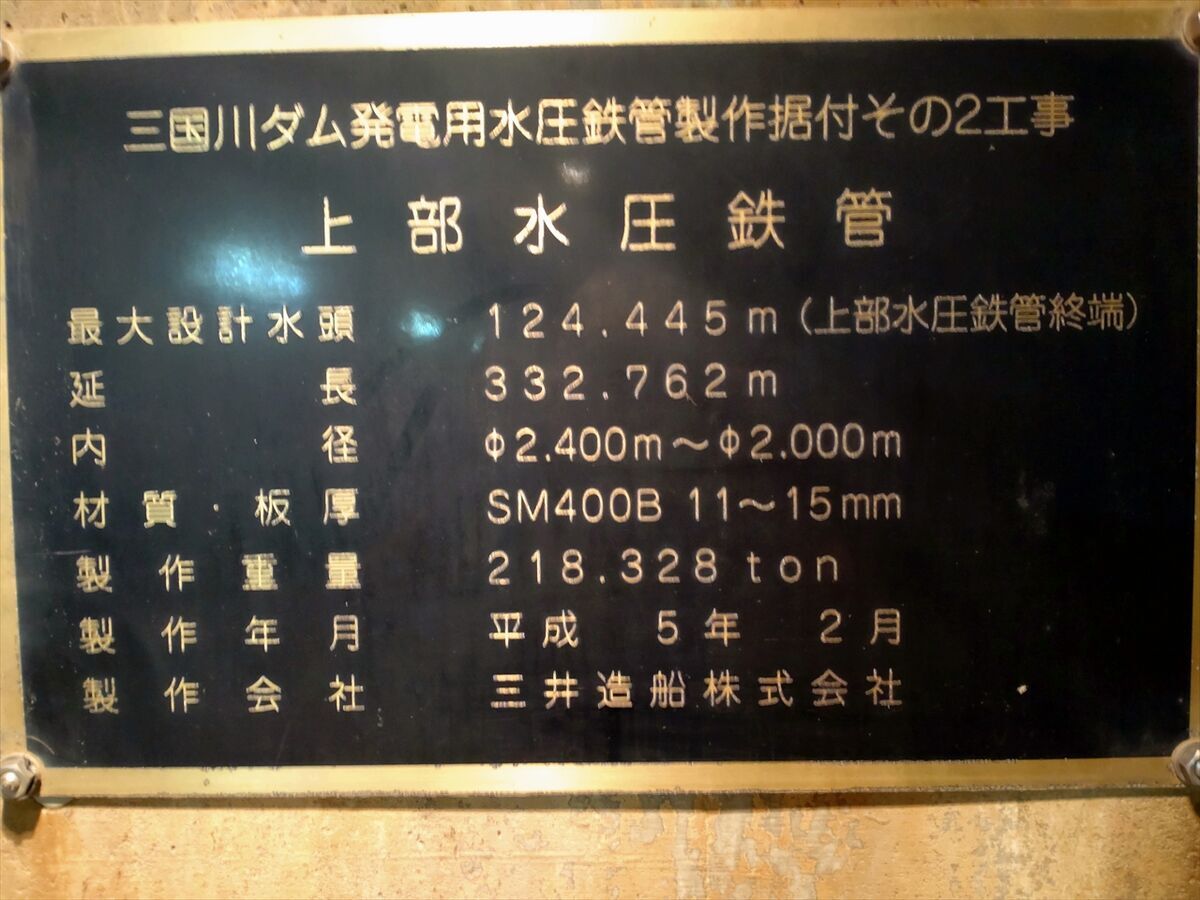 三国川ダム発電用水圧鉄管製作据付その2工事
上部水圧鉄管
最大設計水頭 124.445m(上部水圧鉄管終端)
延長 332.762m
内径 φ2.400m～φ2.000m
材質・板厚 SM400B 11～15mm
製作重量 218.328ton
製作年月 平成 5年 2月
製作会社 三井造船株式会社